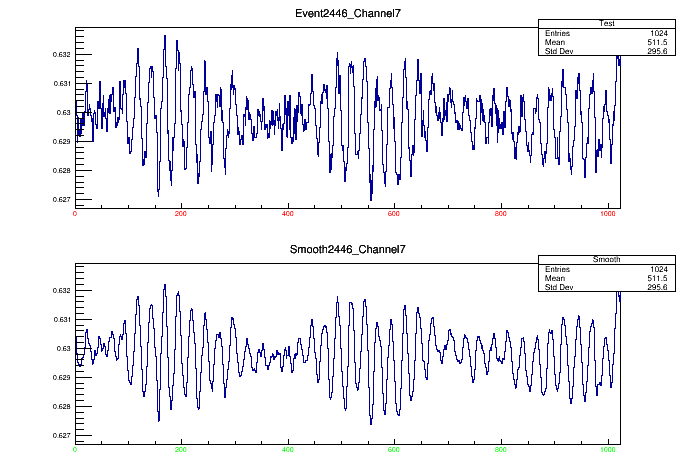 Event2446_Channel7
Test
Entries 1024
Mean 511.5
Std Dev 295.6
0.632
0.631
0.63
0.629
0.628
0.627
0 200 400 600 800 1000
Smooth2446_Channel7
Smooth
Entries 1024
Mean 511.5
Std Dev 295.6
0.632
0.631
0.63
0.629
0.628
0.627
0 200 400 600 800 1000